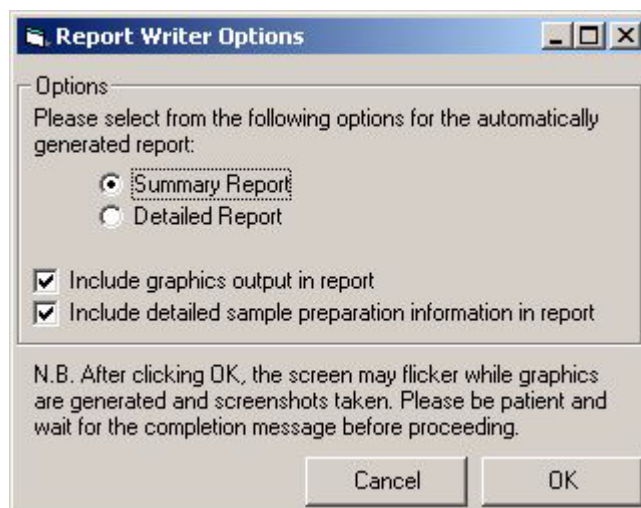 Report Writer Options
Options
Please select from the following options for the automatically
generated report:
Summary Report
Detailed Report
Include graphics output in report
Include detailed sample preparation information in report
N.B. After clicking OK, the screen may flicker while graphics
are generated and screenshots taken. Please be patient and
wait for the completion message before proceeding.
Cancel OK